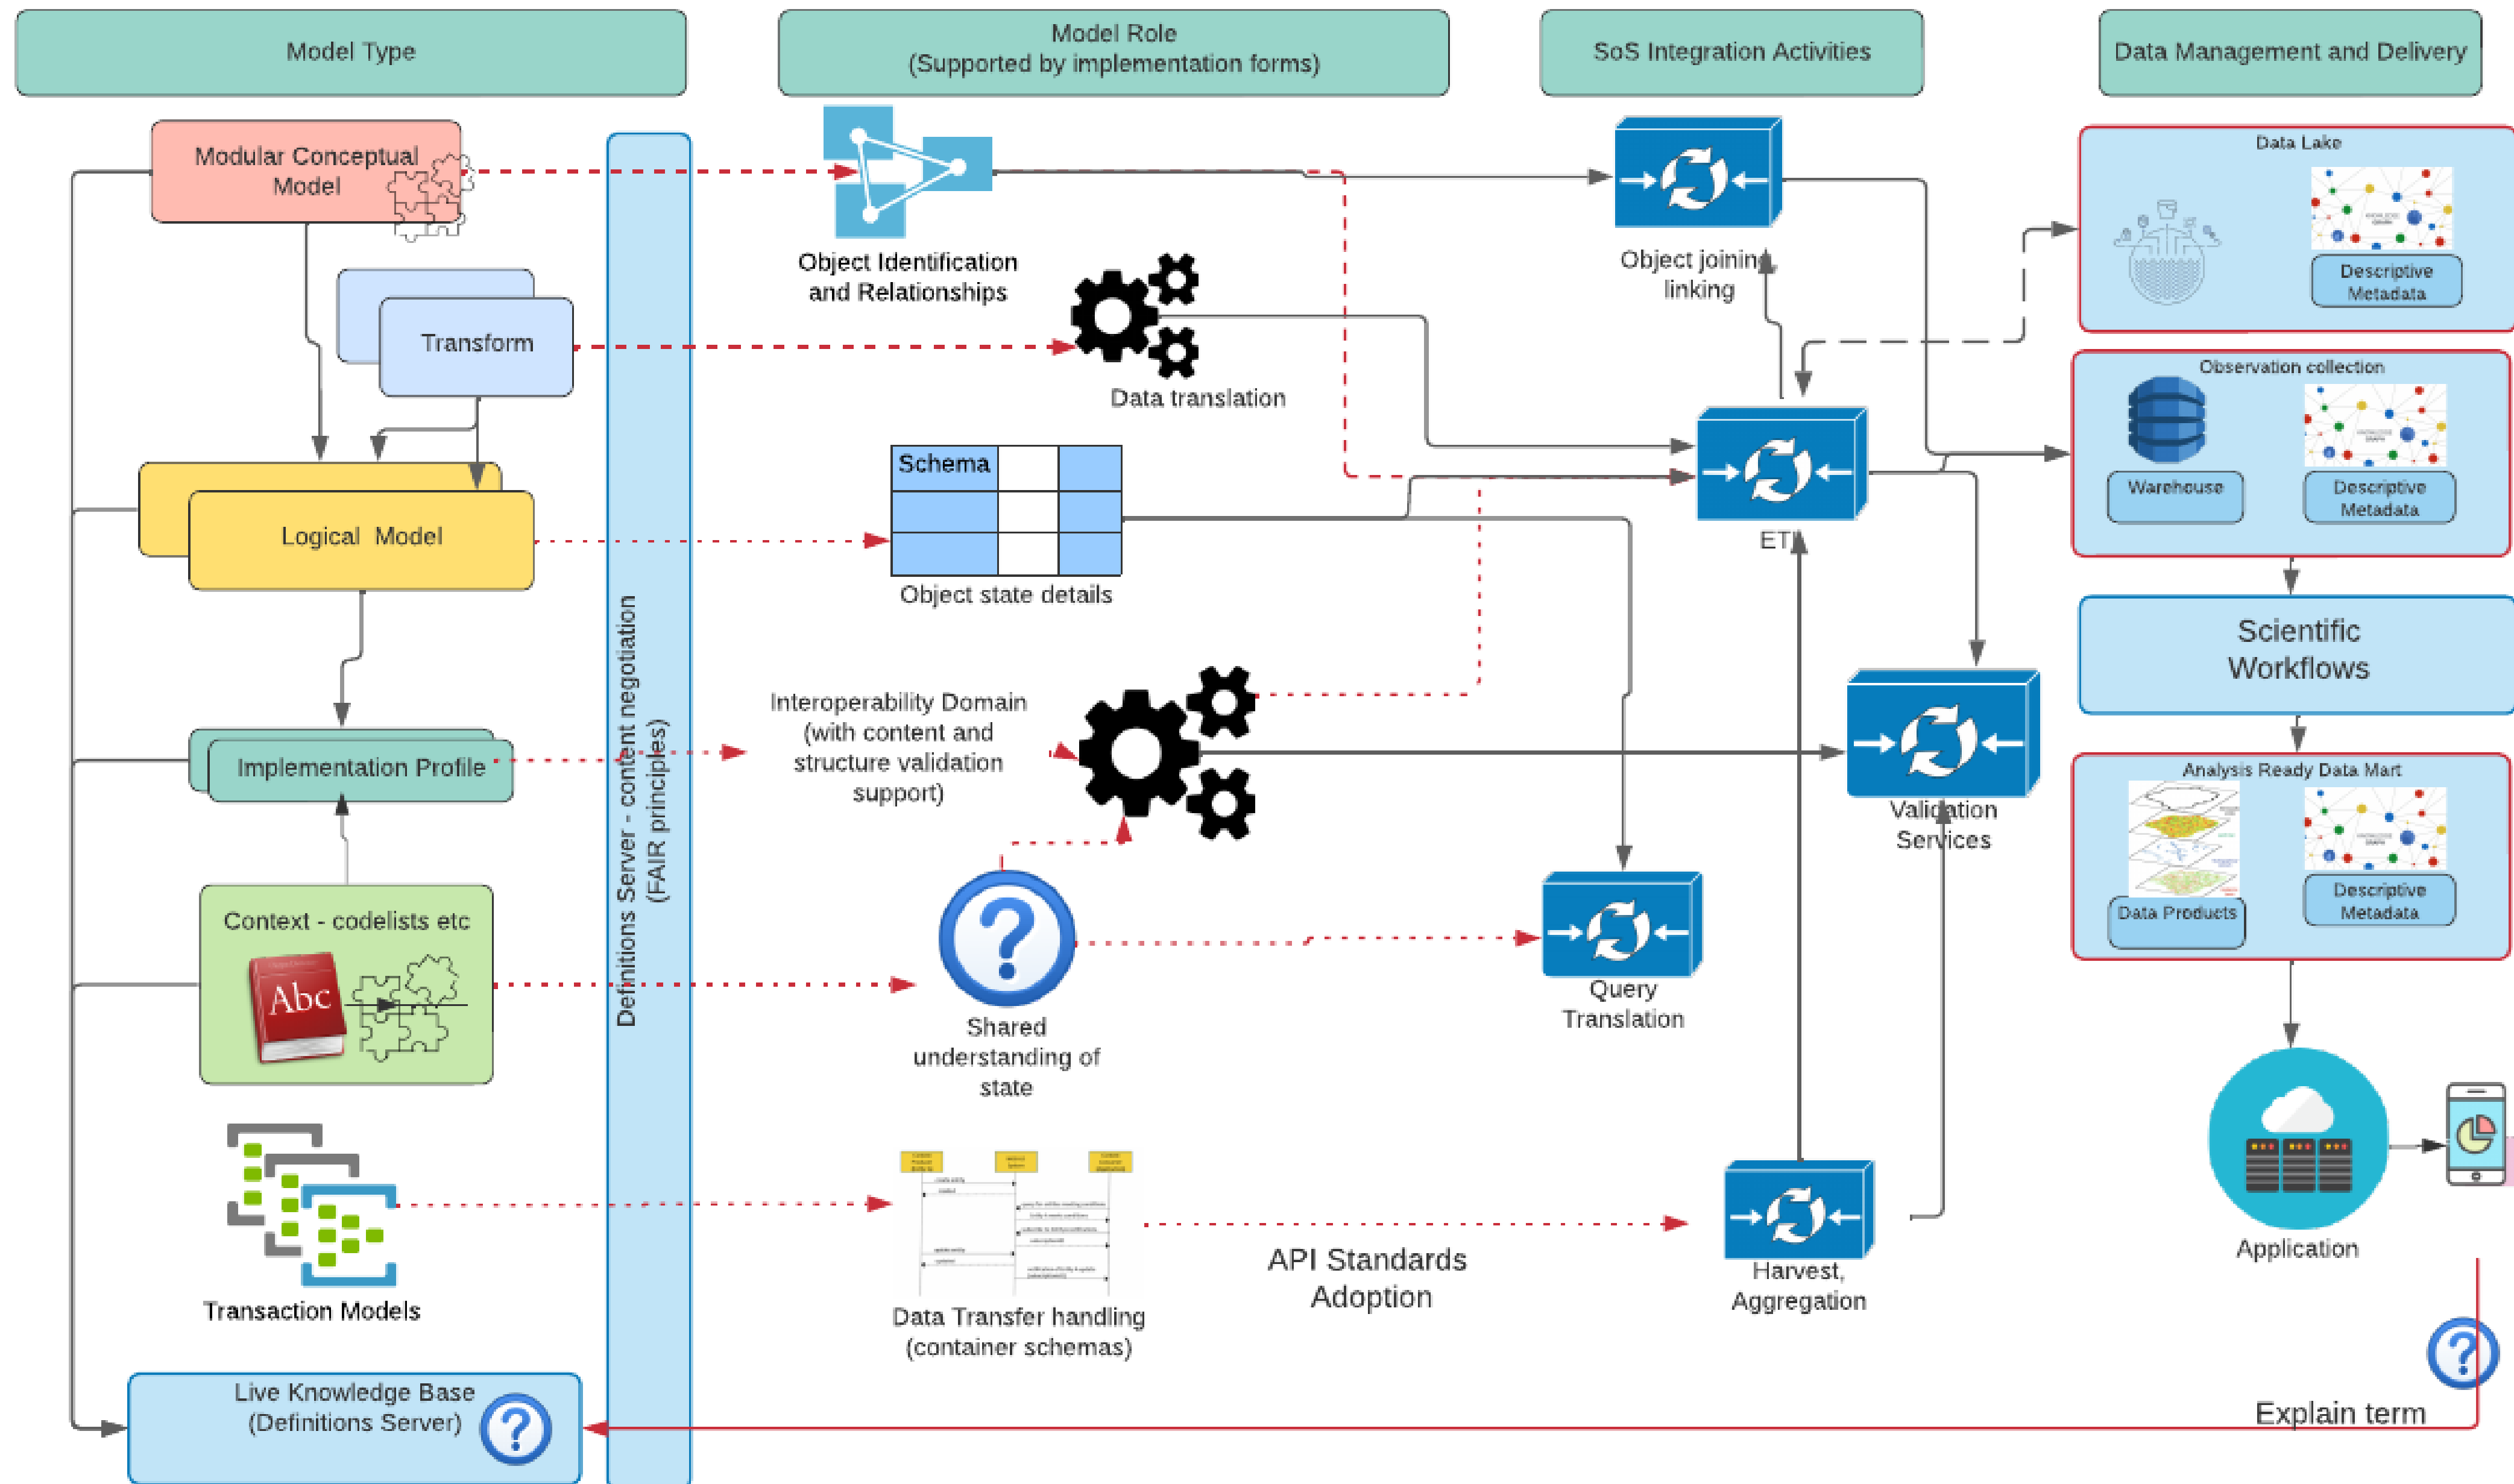 Model Type
Model Role
(Supported by implementation forms)
SoS Integration Activities
Data Management and Delivery
Modular Conceptual
Model
Transform
Logical  Model
Implementation Profile
Context - codelists etc
Abc
Transaction Models
Live Knowledge Base
(Definitions Server)
Definitions Server - content negotiation
(FAIR principles)
Object Identification
and Relationships
Data translation
Schema
Object state details
Interoperability Domain
(with content and
structure validation
support)
Shared
understanding of
state
Data Transfer handling
(container schemas)
API Standards
Adoption
Object joining,
linking
ETL
Validation
Services
Query
Translation
Harvest,
Aggregation
Data Lake
Descriptive
Metadata
Observation collection
Warehouse
Descriptive
Metadata
Scientific
Workflows
Analysis Ready Data Mart
Data Products
Descriptive
Metadata
Application
Explain term